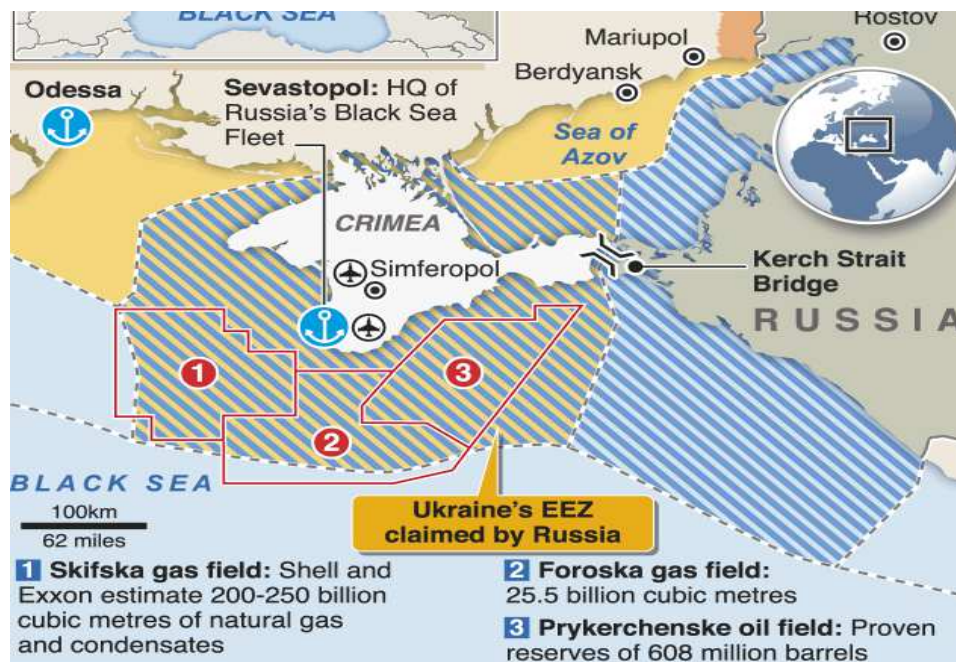 BLACK SEA
Rostov
Mariupol
Berdyansk
Odessa
Sevastopol: HQ of
Russia's Black Sea
Fleet
Sea of
Azov
CRIMEA
Simferopol
Kerch Strait
Bridge
RUSSIA
1
3
2
BLACK SEA
100km
62 miles
Ukraine's EEZ
claimed by Russia
1 Skifska gas field: Shell and
Exxon estimate 200-250 billion
cubic metres of natural gas
and condensates
2 Foroska gas field:
25.5 billion cubic metres
3 Prykerchenske oil field: Proven
reserves of 608 million barrels